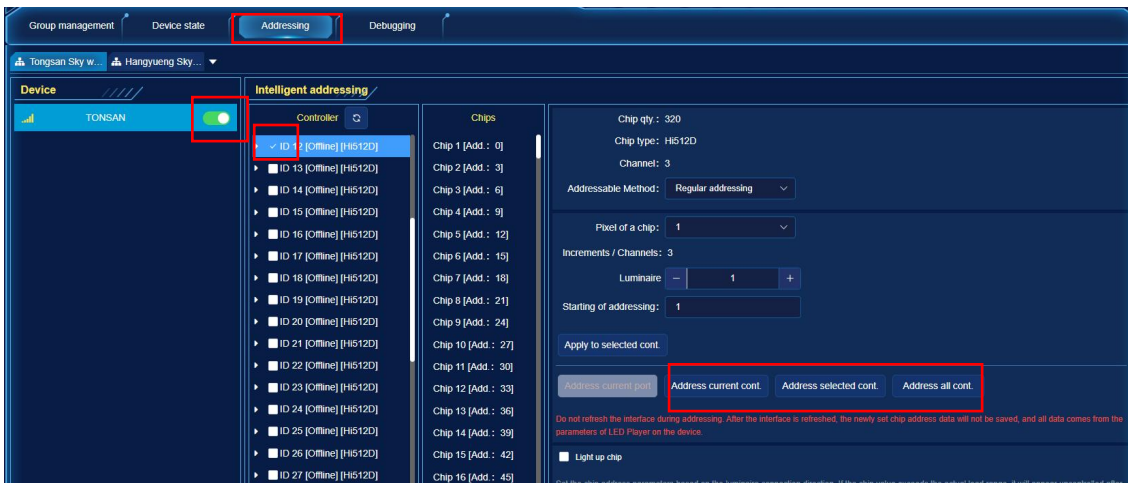 Group management Device state Addressing Debugging
Tongsan Sky w... Hangyueng Sky...
Device
TONSAN
Intelligent addressing
Controller
ID 12 [Offline] [Hi512D]
ID 13 [Offline] [Hi512D]
ID 14 [Offline] [Hi512D]
ID 15 [Offline] [Hi512D]
ID 16 [Offline] [Hi512D]
ID 17 [Offline] [Hi512D]
ID 18 [Offline] [Hi512D]
ID 19 [Offline] [Hi512D]
ID 20 [Offline] [Hi512D]
ID 21 [Offline] [Hi512D]
ID 22 [Offline] [Hi512D]
ID 23 [Offline] [Hi512D]
ID 24 [Offline] [Hi512D]
ID 25 [Offline] [Hi512D]
ID 26 [Offline] [Hi512D]
ID 27 [Offline] [Hi512D]
Chips
Chip 1 [Add.: 0]
Chip 2 [Add.: 3]
Chip 3 [Add.: 6]
Chip 4 [Add.: 9]
Chip 5 [Add.: 12]
Chip 6 [Add.: 15]
Chip 7 [Add.: 18]
Chip 8 [Add.: 21]
Chip 9 [Add.: 24]
Chip 10 [Add.: 27]
Chip 11 [Add.: 30]
Chip 12 [Add.: 33]
Chip 13 [Add.: 36]
Chip 14 [Add.: 39]
Chip 15 [Add.: 42]
Chip 16 [Add.: 45]
Chip qty.: 320
Chip type: Hi512D
Channel: 3
Addressable Method: Regular addressing
Pixel of a chip: 1
Increments / Channels: 3
Luminaire − 1 +
Starting of addressing: 1
Apply to selected cont.
Address current port Address current cont. Address selected cont. Address all cont.
Do not refresh the interface during addressing. After the interface is refreshed, the newly set chip address data will not be saved, and all data comes from the
parameters of LED Player on the device.
Light up chip